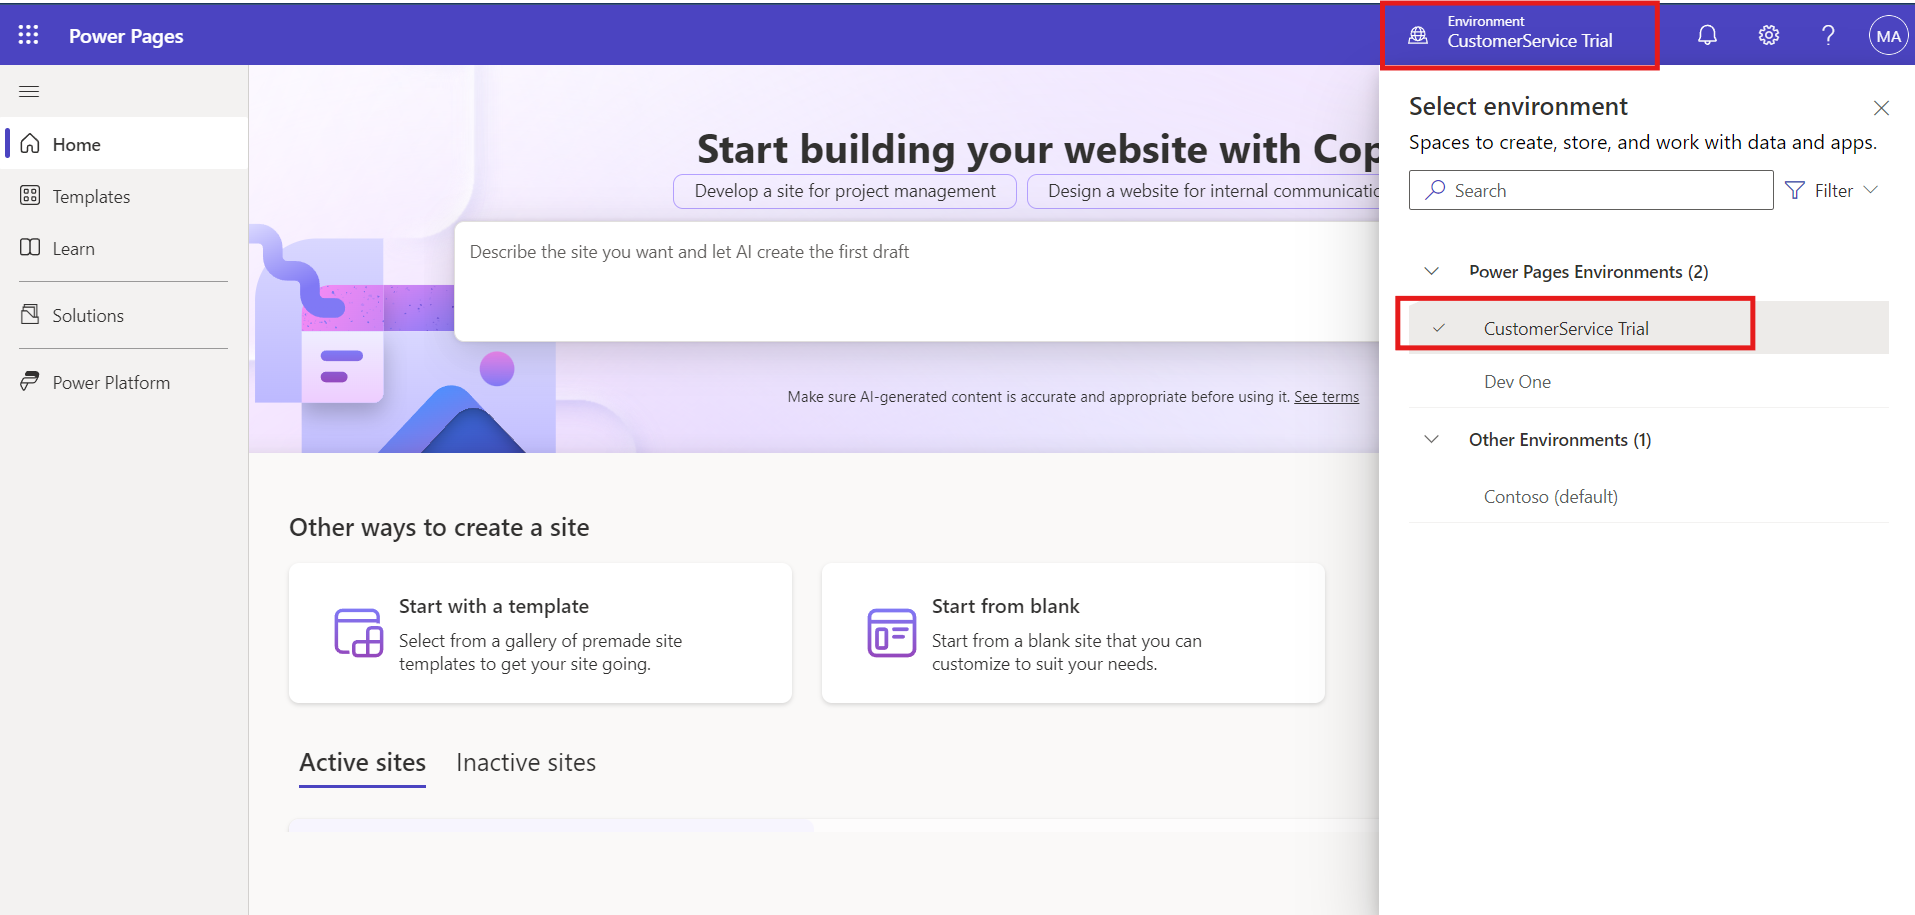 Power Pages
Environment
CustomerService Trial
MA
Home
Templates
Learn
Solutions
Power Platform
Start building your website with Cop
Develop a site for project management
Design a website for internal communicatio
Describe the site you want and let AI create the first draft
Make sure AI-generated content is accurate and appropriate before using it. See terms
Other ways to create a site
Start with a template
Select from a gallery of premade site
templates to get your site going.
Start from blank
Start from a blank site that you can
customize to suit your needs.
Active sites
Inactive sites
Select environment
Spaces to create, store, and work with data and apps.
Search
Filter
Power Pages Environments (2)
CustomerService Trial
Dev One
Other Environments (1)
Contoso (default)